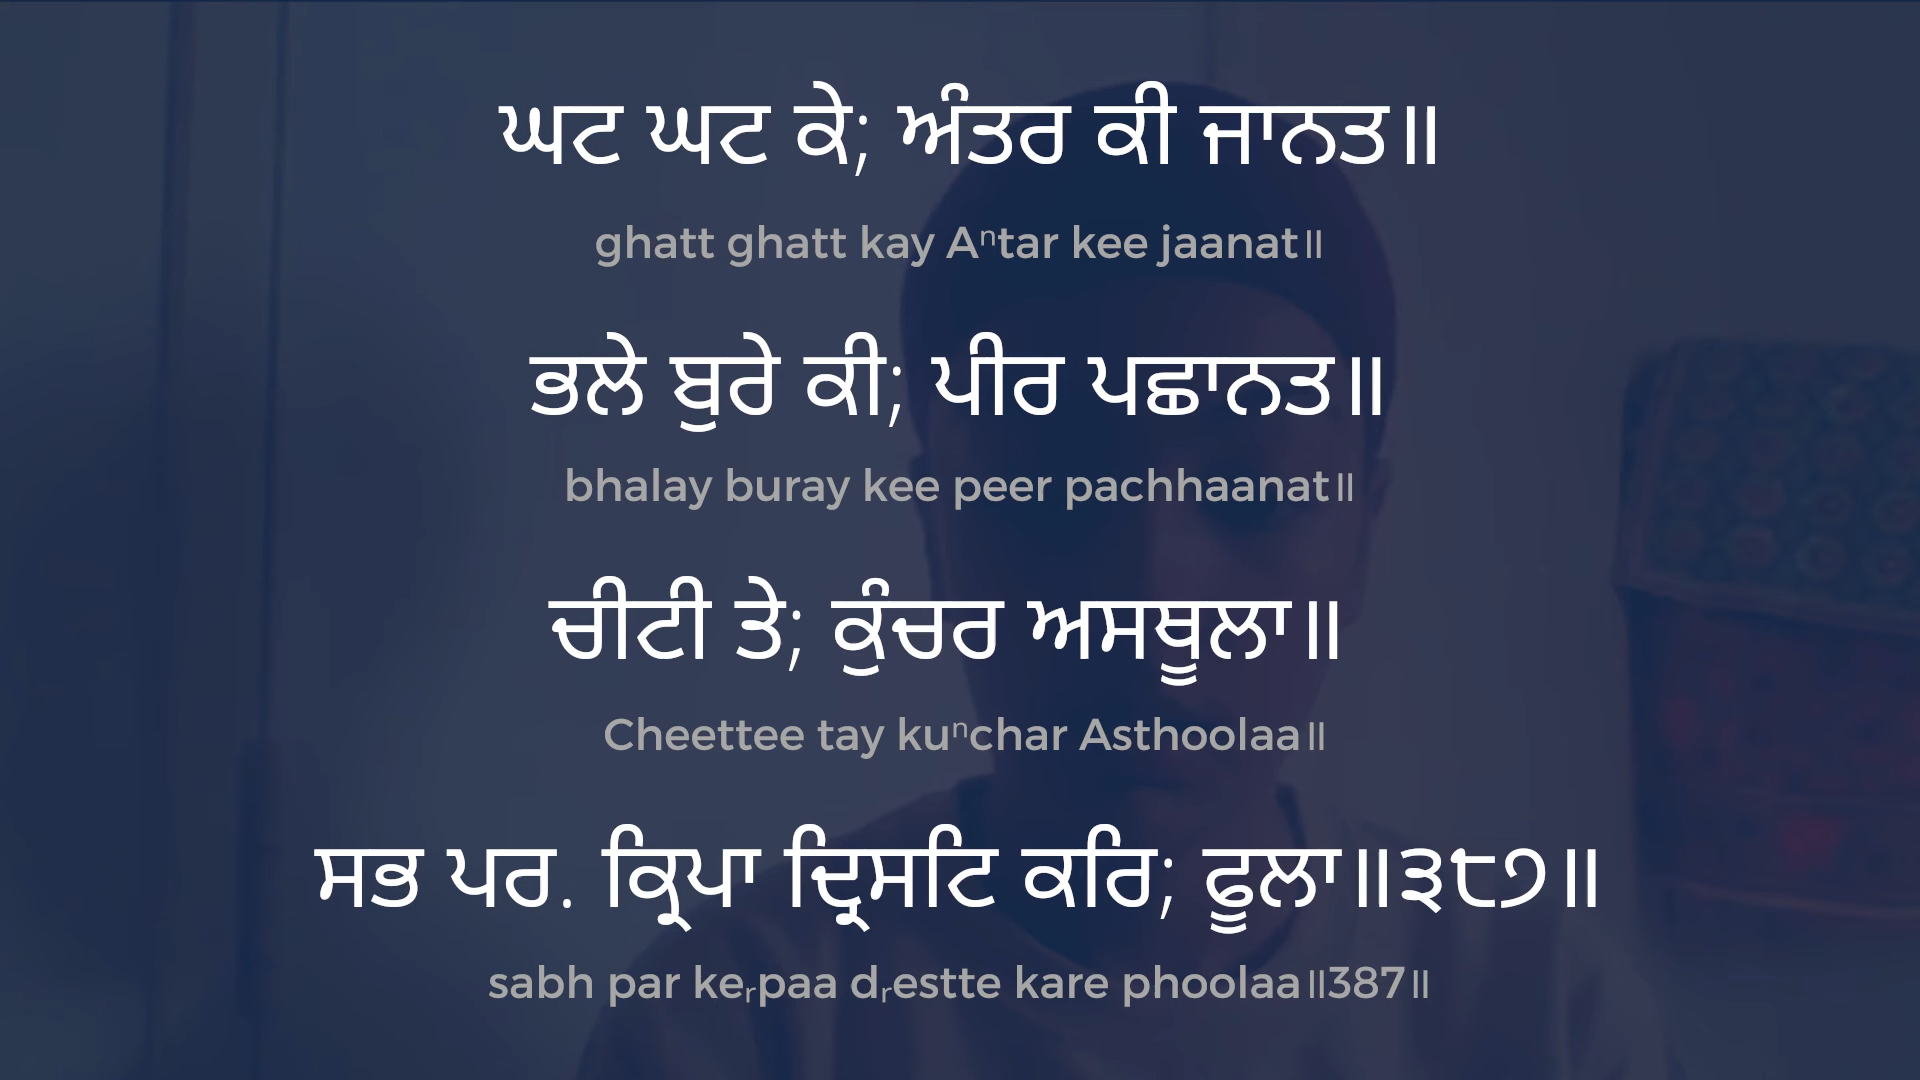 ਘਟ ਘਟ ਕੇ; ਅੰਤਰ ਕੀ ਜਾਨਤ॥
ghatt ghatt kay Aⁿtar kee jaanat॥
ਭਲੇ ਬੁਰੇ ਕੀ; ਪੀਰ ਪਛਾਨਤ॥
bhalay buray kee peer pachhaanat॥
ਚੀਟੀ ਤੇ; ਕੁੰਚਰ ਅਸਥੂਲਾ॥
Cheettee tay kuⁿchar Asthoolaa॥
ਸਭ ਪਰ. ਕ੍ਰਿਪਾ ਦ੍ਰਿਸਟਿ ਕਰਿ; ਫੂਲਾ॥੩੮੭॥
sabh par keᵣpaa dᵣestte kare phoolaa॥387॥